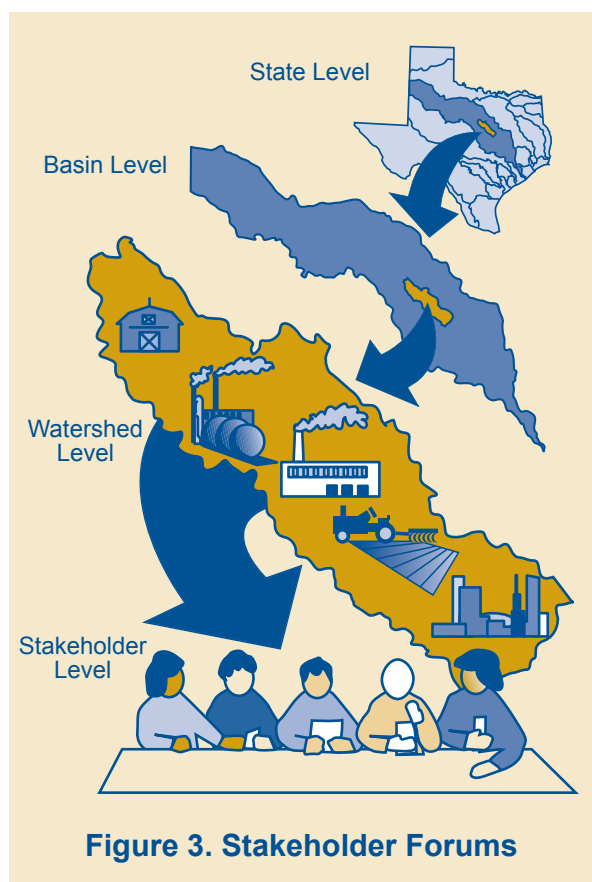 State Level
Basin Level
Watershed
Level
Stakeholder
Level
Figure 3. Stakeholder Forums